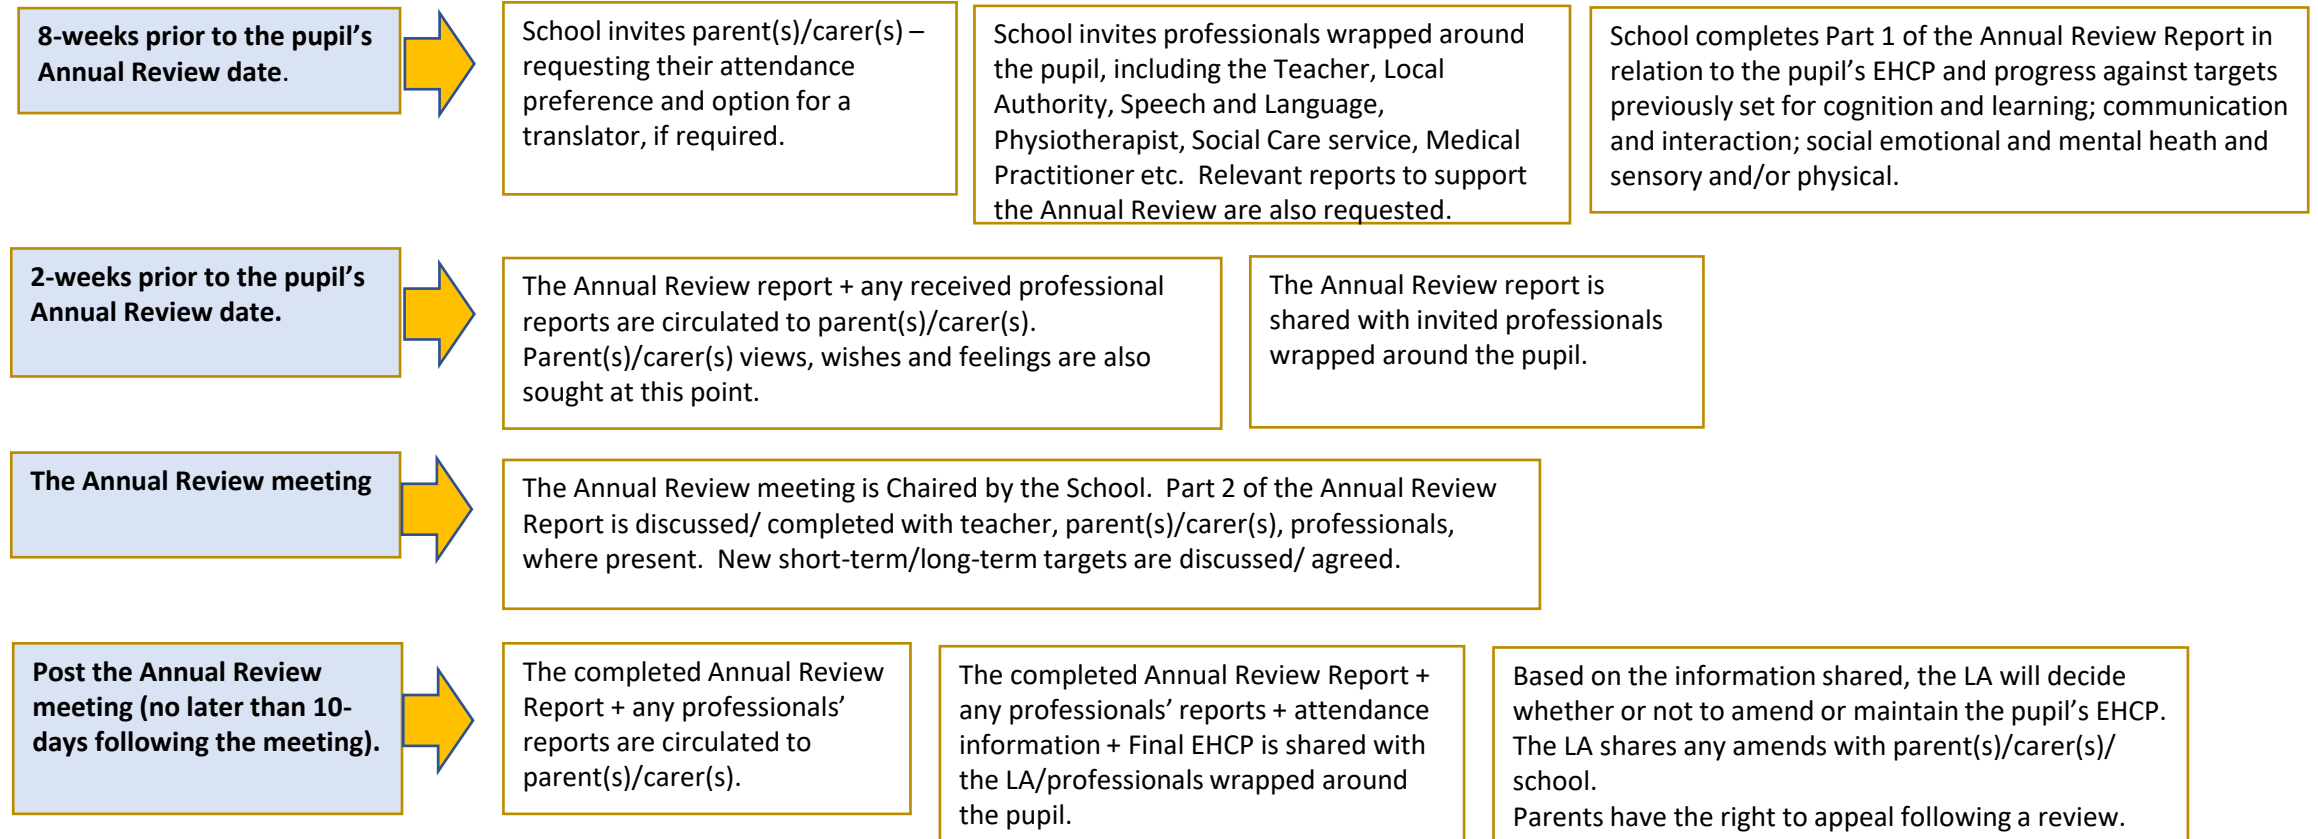 8-weeks prior to the pupil’s
Annual Review date.
School invites parent(s)/carer(s) –
requesting their attendance
preference and option for a
translator, if required.
School invites professionals wrapped around
the pupil, including the Teacher, Local
Authority, Speech and Language,
Physiotherapist, Social Care service, Medical
Practitioner etc.  Relevant reports to support
the Annual Review are also requested.
School completes Part 1 of the Annual Review Report in
relation to the pupil’s EHCP and progress against targets
previously set for cognition and learning; communication
and interaction; social emotional and mental heath and
sensory and/or physical.
2-weeks prior to the pupil’s
Annual Review date.
The Annual Review report + any received professional
reports are circulated to parent(s)/carer(s).
Parent(s)/carer(s) views, wishes and feelings are also
sought at this point.
The Annual Review report is
shared with invited professionals
wrapped around the pupil.
The Annual Review meeting
The Annual Review meeting is Chaired by the School.  Part 2 of the Annual Review
Report is discussed/ completed with teacher, parent(s)/carer(s), professionals,
where present.  New short-term/long-term targets are discussed/ agreed.
Post the Annual Review
meeting (no later than 10-
days following the meeting).
The completed Annual Review
Report + any professionals’
reports are circulated to
parent(s)/carer(s).
The completed Annual Review Report +
any professionals’ reports + attendance
information + Final EHCP is shared with
the LA/professionals wrapped around
the pupil.
Based on the information shared, the LA will decide
whether or not to amend or maintain the pupil’s EHCP.
The LA shares any amends with parent(s)/carer(s)/
school.
Parents have the right to appeal following a review.